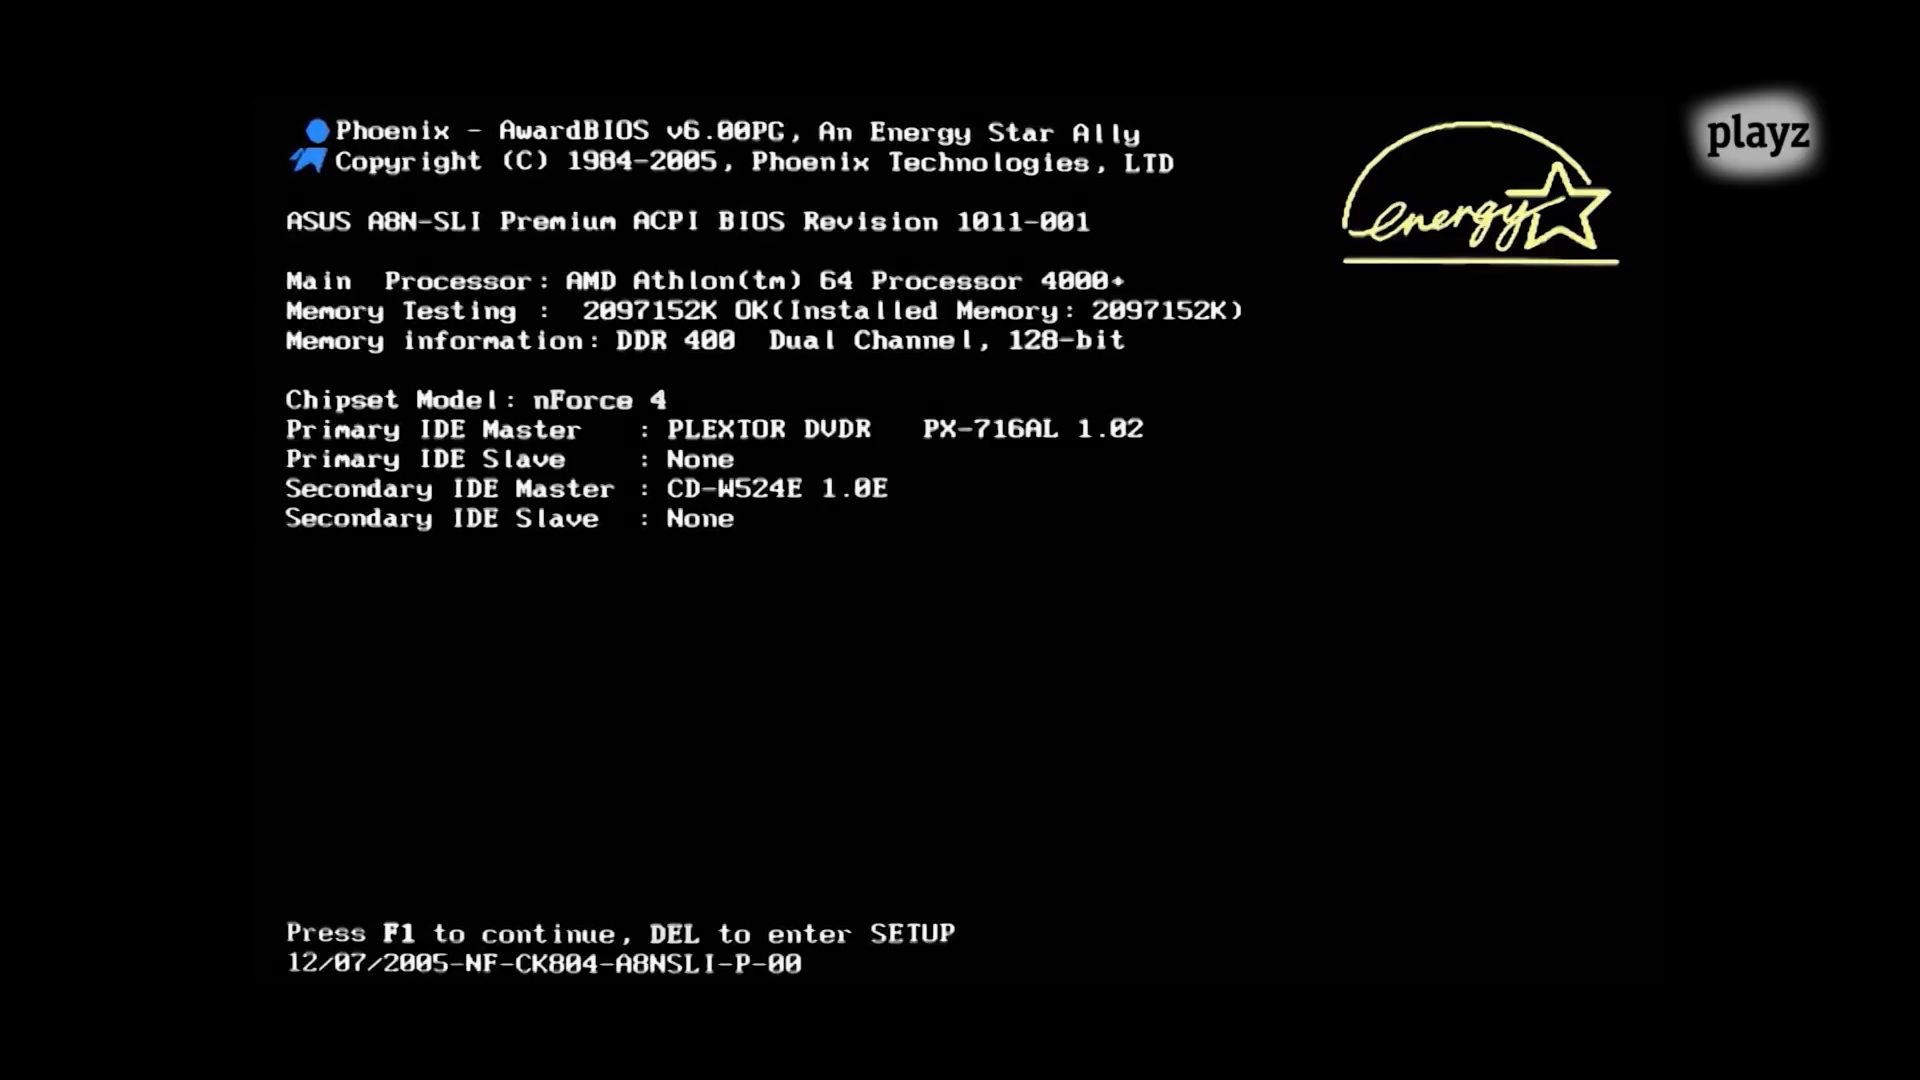 Phoenix - AwardBIOS v6.00PG, An Energy Star Ally
Copyright (C) 1984-2005, Phoenix Technologies, LTD
energy
playz
ASUS A8N-SLI Premium ACPI BIOS Revision 1011-001
Main  Processor: AMD Athlon(tm) 64 Processor 4000+
Memory Testing :  2097152K OK(Installed Memory: 2097152K)
Memory information: DDR 400  Dual Channel, 128-bit
Chipset Model: nForce 4
Primary IDE Master   : PLEXTOR DVDR   PX-716AL 1.02
Primary IDE Slave    : None
Secondary IDE Master : CD-W524E 1.0E
Secondary IDE Slave  : None
Press F1 to continue, DEL to enter SETUP
12/07/2005-NF-CK804-A8NSLI-P-00